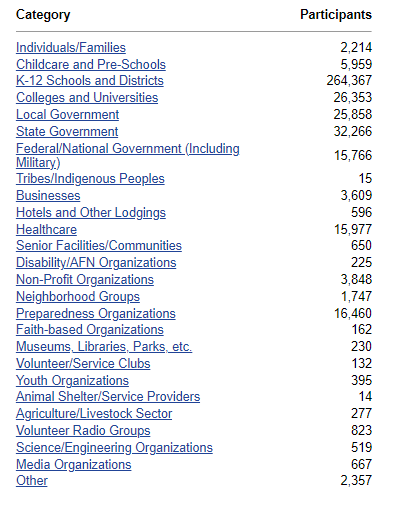 Category Participants
Individuals/Families 2,214
Childcare and Pre-Schools 5,959
K-12 Schools and Districts 264,367
Colleges and Universities 26,353
Local Government 25,858
State Government 32,266
Federal/National Government (Including
Military) 15,766
Tribes/Indigenous Peoples 15
Businesses 3,609
Hotels and Other Lodgings 596
Healthcare 15,977
Senior Facilities/Communities 650
Disability/AFN Organizations 225
Non-Profit Organizations 3,848
Neighborhood Groups 1,747
Preparedness Organizations 16,460
Faith-based Organizations 162
Museums, Libraries, Parks, etc. 230
Volunteer/Service Clubs 132
Youth Organizations 395
Animal Shelter/Service Providers 14
Agriculture/Livestock Sector 277
Volunteer Radio Groups 823
Science/Engineering Organizations 519
Media Organizations 667
Other 2,357